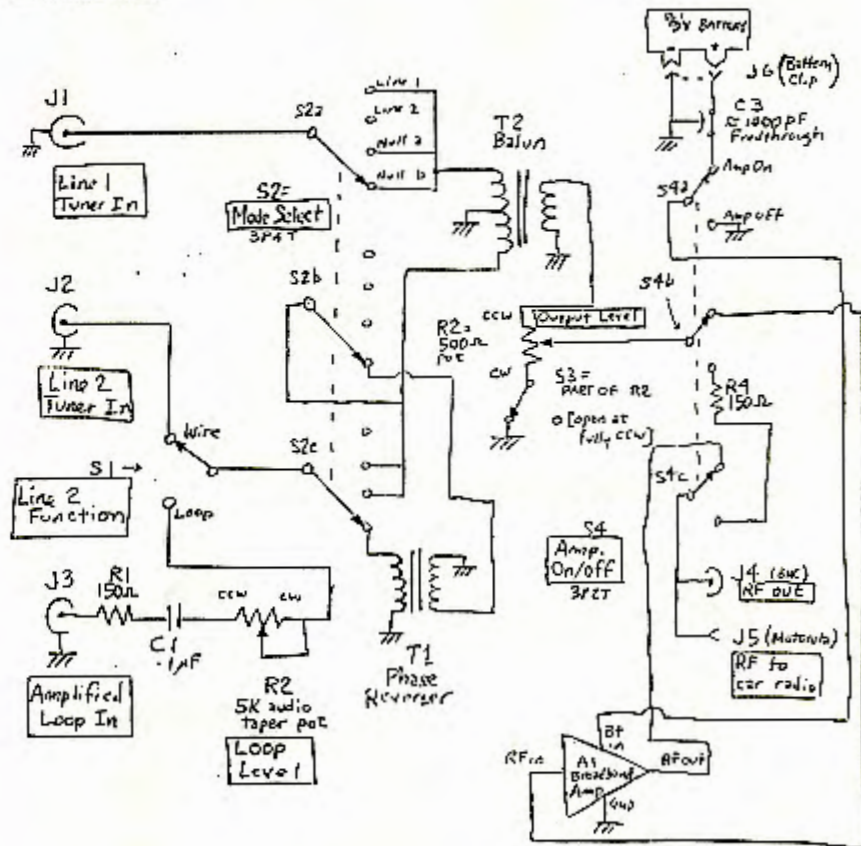 9V BATTERY
- +
J6 (Battery Clip)
C3
≈ 1000 pF
Feedthrough
J1
Line 1
Tuner In
S2a
Line 1
Line 2
Null a
Null b
T2
Balun
S4a
Amp On
Amp off
S2=
Mode Select
3P4T
J2
S2b
S4b
CCW
Output Level
R2=
500Ω
pot
CW
S3=
PART OF R2
[open at
fully CCW]
R4
150Ω
Line 2
Tuner In
Wire
S1→
Line 2
Function
Loop
S2c
S4c
S4
Amp.
On/off
3P2T
J4 (BNC)
RF out
J5 (Motorola)
RF to
car radio
J3
R1
150Ω
C1
.1µF
CCW
CW
R2
5K audio
taper pot
Loop
Level
Amplified
Loop In
T1
Phase
Reverser
B+
in
RF in
A1
Broadband
Amp
RF out
Gnd